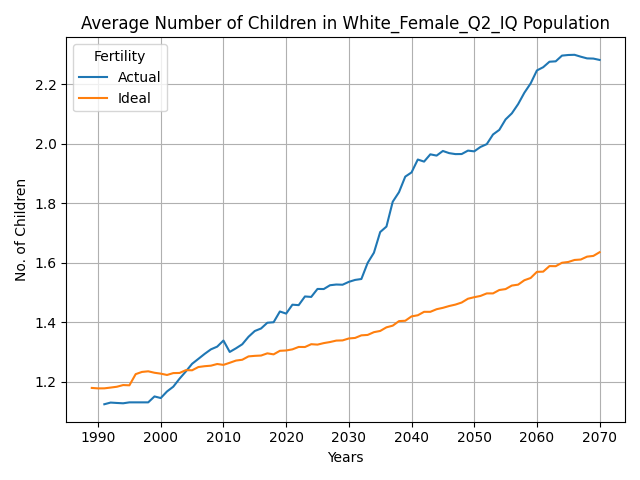 Average Number of Children in White_Female_Q2_IQ Population
Fertility
Actual
Ideal
No. of Children
2.2
2.0
1.8
1.6
1.4
1.2
1990 2000 2010 2020 2030 2040 2050 2060 2070
Years